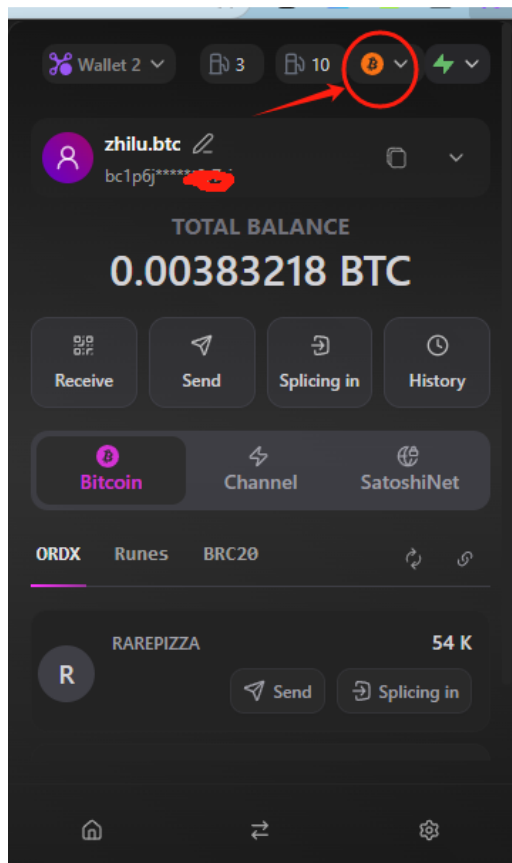 Wallet 2 3 10
zhilu.btc
bc1p6j*****
TOTAL BALANCE
0.00383218 BTC
Receive Send Splicing in History
Bitcoin Channel SatoshiNet
ORDX Runes BRC20
RAREPIZZA 54 K
R
Send Splicing in